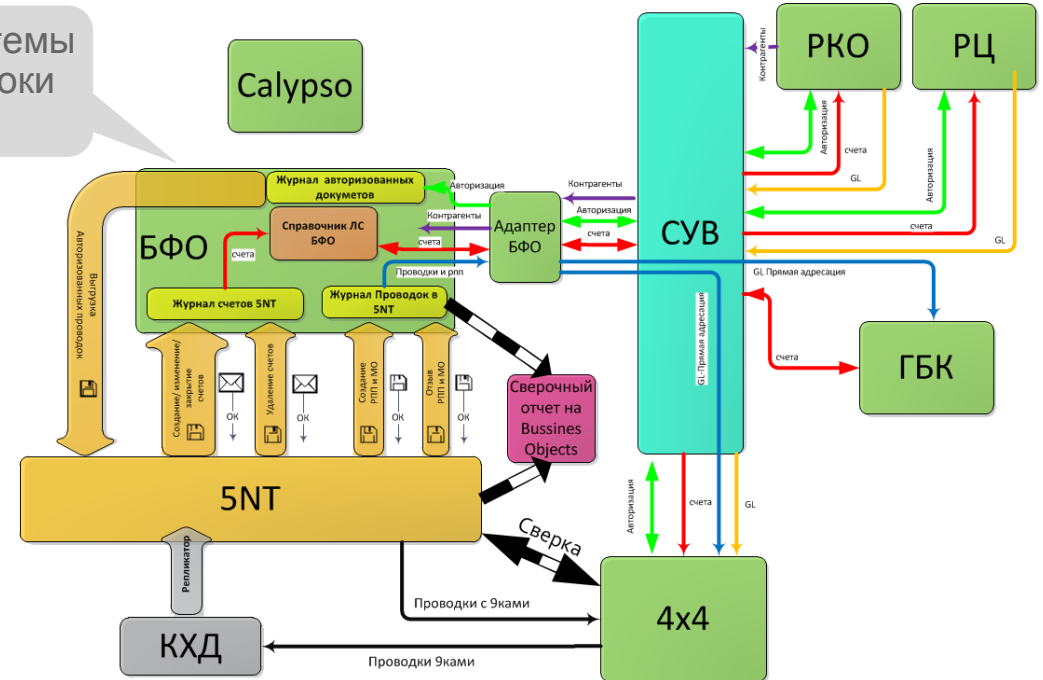 темы
оки
Calypso
РКО
РЦ
Контрагенты
Авторизация
счета
GL
Авторизация
счета
GL
СУВ
Журнал  авторизованных
докуметов
Авторизация
БФО
Справочник ЛС
БФО
счета
Контрагенты
счета
Проводки и рпп
Адаптер
БФО
Контрагенты
Авторизация
счета
Журнал счетов 5NT
Журнал Проводок в
5NT
GL Прямая адресация
GL-Прямая адресация
счета
ГБК
Выгрузка
Авторизованных проводок
Создание/ изменение/
закрытие
счетов
ОК
Удаление счетов
ОК
Создание
РПП и МО
ОК
Отзыв
РПП и МО
ОК
Сверочный
отчет на
Bussines
Objects
5NT
Сверка
Авторизация
счета
GL
Репликатор
КХД
Проводки с 9ками
Проводки 9ками
4x4